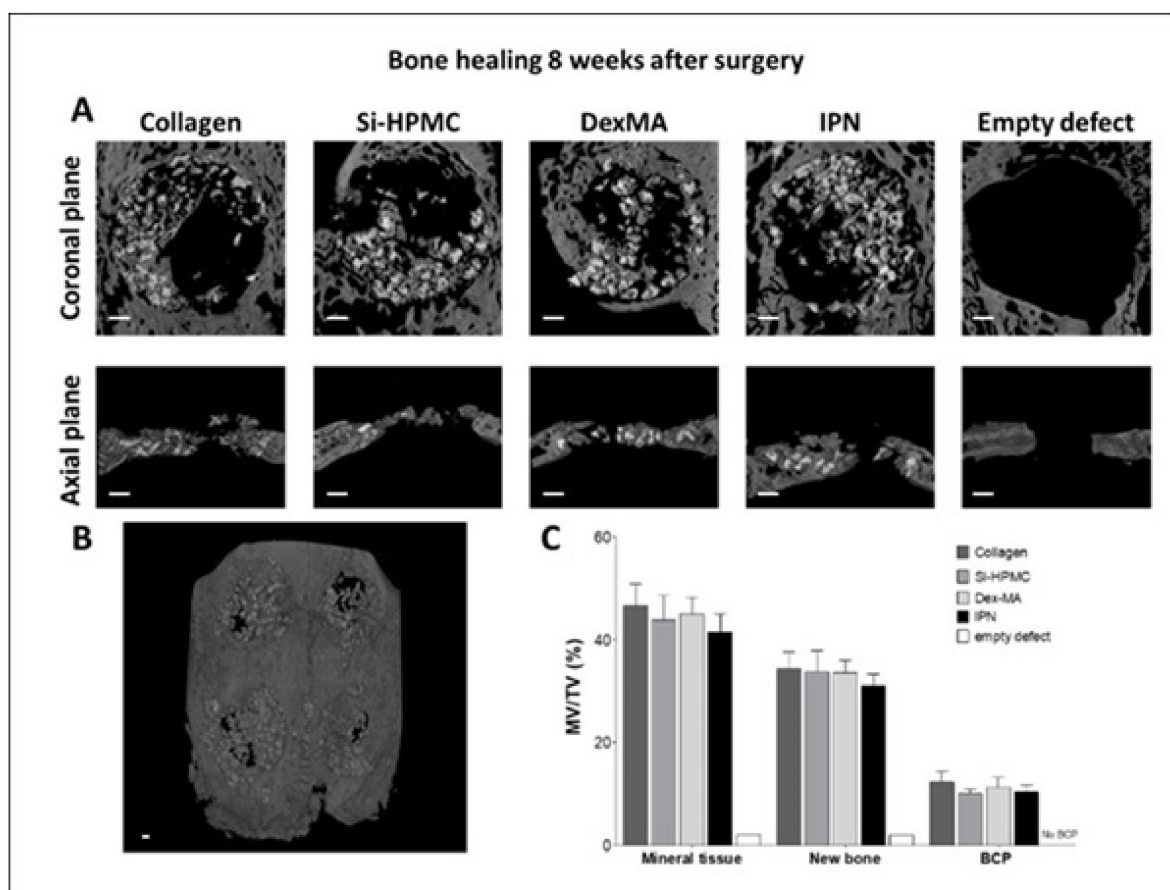 Bone healing 8 weeks after surgery
A
Collagen Si-HPMC DexMA IPN Empty defect
Coronal plane
Axial plane
B
C
60
40
20
0
MV/TV (%)
Collagen
Si-HPMC
Dex-MA
IPN
empty defect
No BCP
Mineral tissue New bone BCP